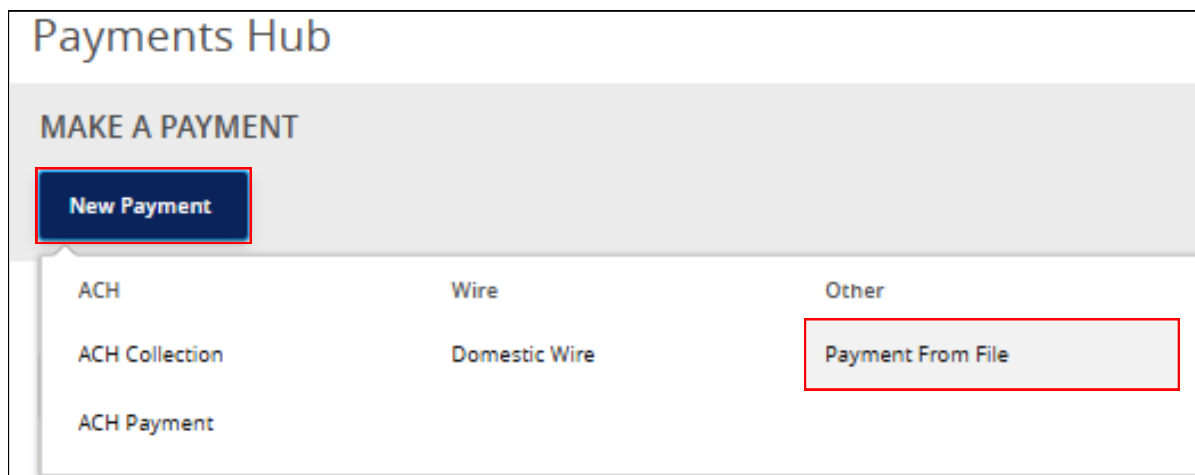 Payments Hub
MAKE A PAYMENT
New Payment
ACH Wire Other
ACH Collection Domestic Wire Payment From File
ACH Payment